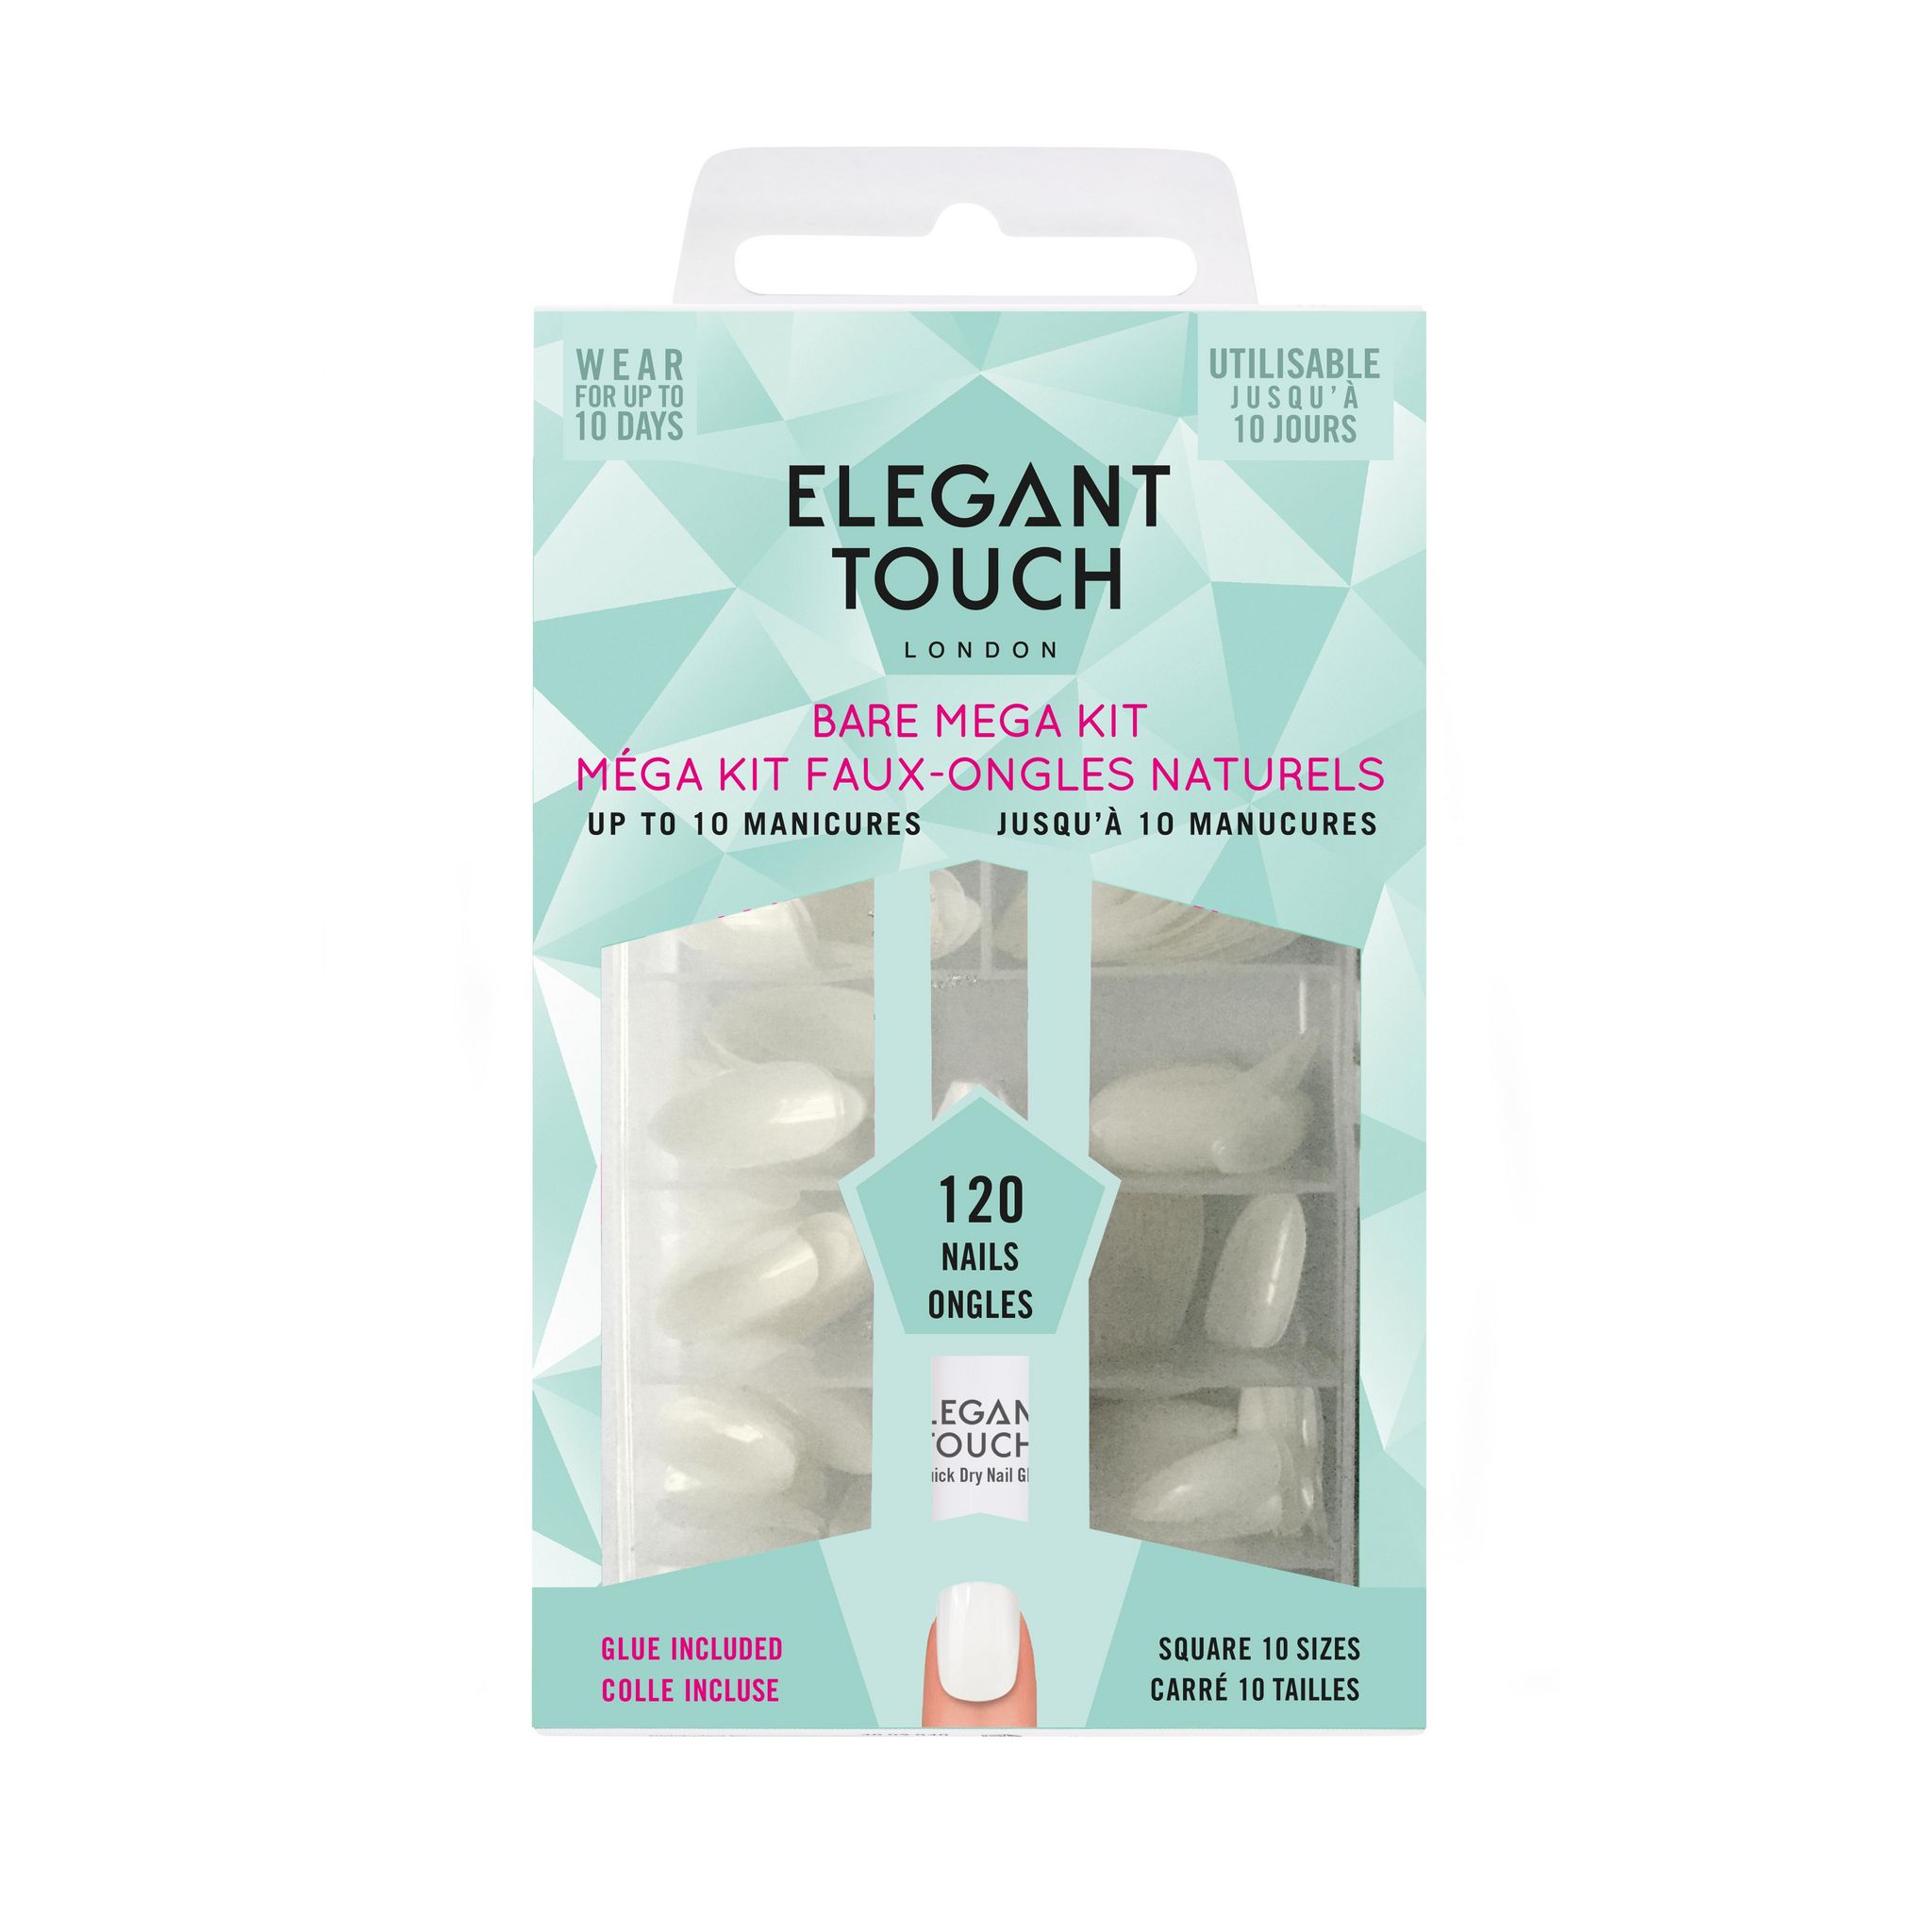 WEAR
FOR UP TO
10 DAYS
UTILISABLE
JUSQU'À
10 JOURS
ELEGANT
TOUCH
LONDON
BARE MEGA KIT
MÉGA KIT FAUX-ONGLES NATURELS
UP TO 10 MANICURES JUSQU'À 10 MANUCURES
120
NAILS
ONGLES
LEGAN
TOUCH
Dry Nail
GLUE INCLUDED
COLLE INCLUSE
SQUARE 10 SIZES
CARRÉ 10 TAILLES